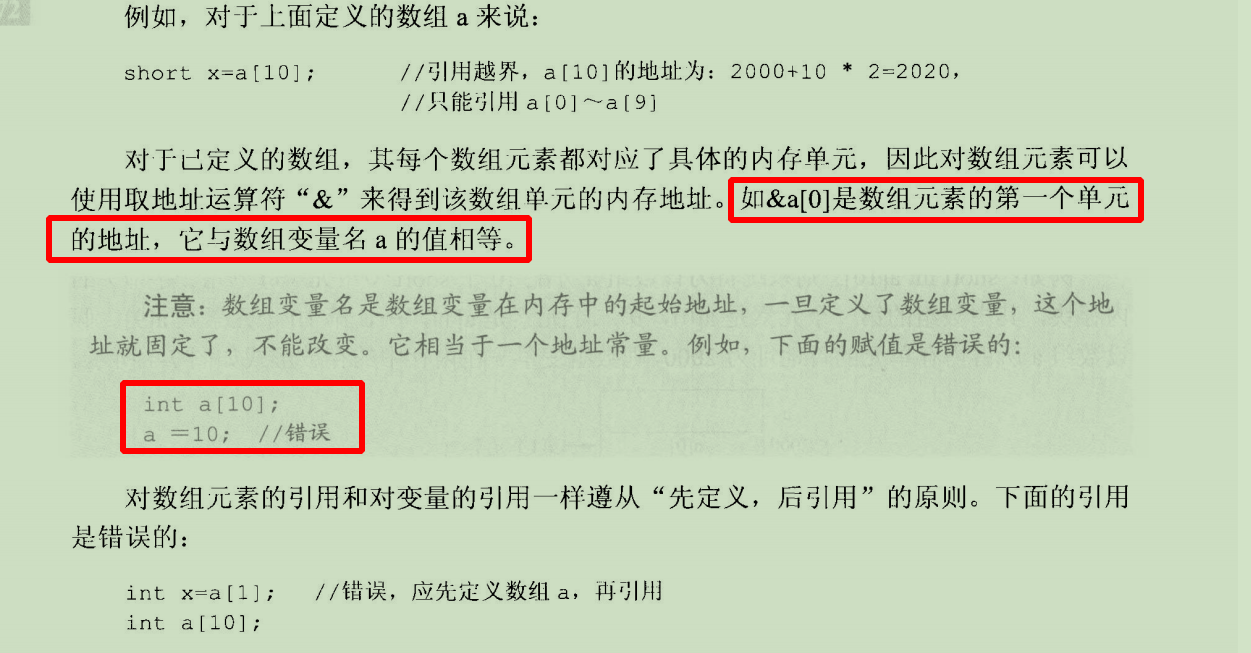 例如，对于上面定义的数组 a 来说：
short x=a[10];    //引用越界，a[10]的地址为：2000+10 * 2=2020，
//只能引用 a[0]～a[9]
对于已定义的数组，其每个数组元素都对应了具体的内存单元，因此对数组元素可以
使用取地址运算符“&”来得到该数组单元的内存地址。如&a[0]是数组元素的第一个单元
的地址，它与数组变量名 a 的值相等。
注意：数组变量名是数组变量在内存中的起始地址，一旦定义了数组变量，这个地
址就固定了，不能改变。它相当于一个地址常量。例如，下面的赋值是错误的：
int a[10];
a =10;  //错误
对数组元素的引用和对变量的引用一样遵从“先定义，后引用”的原则。下面的引用
是错误的：
int x=a[1];  //错误，应先定义数组 a，再引用
int a[10];